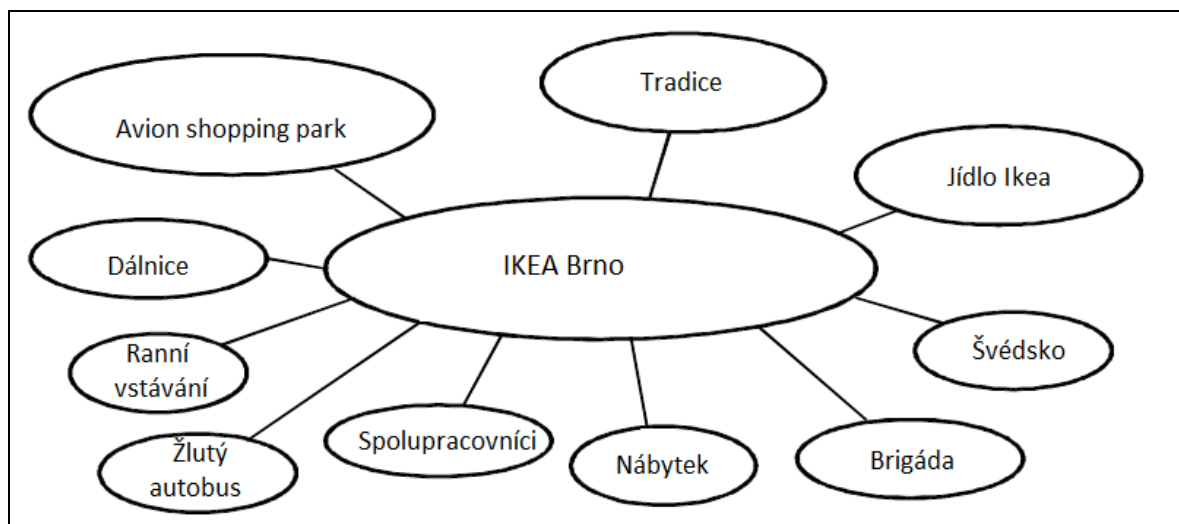 Tradice
Avion shopping park
Jídlo Ikea
Dálnice
IKEA Brno
Švédsko
Ranní
vstávání
Spolupracovníci
Žlutý
autobus
Nábytek
Brigáda